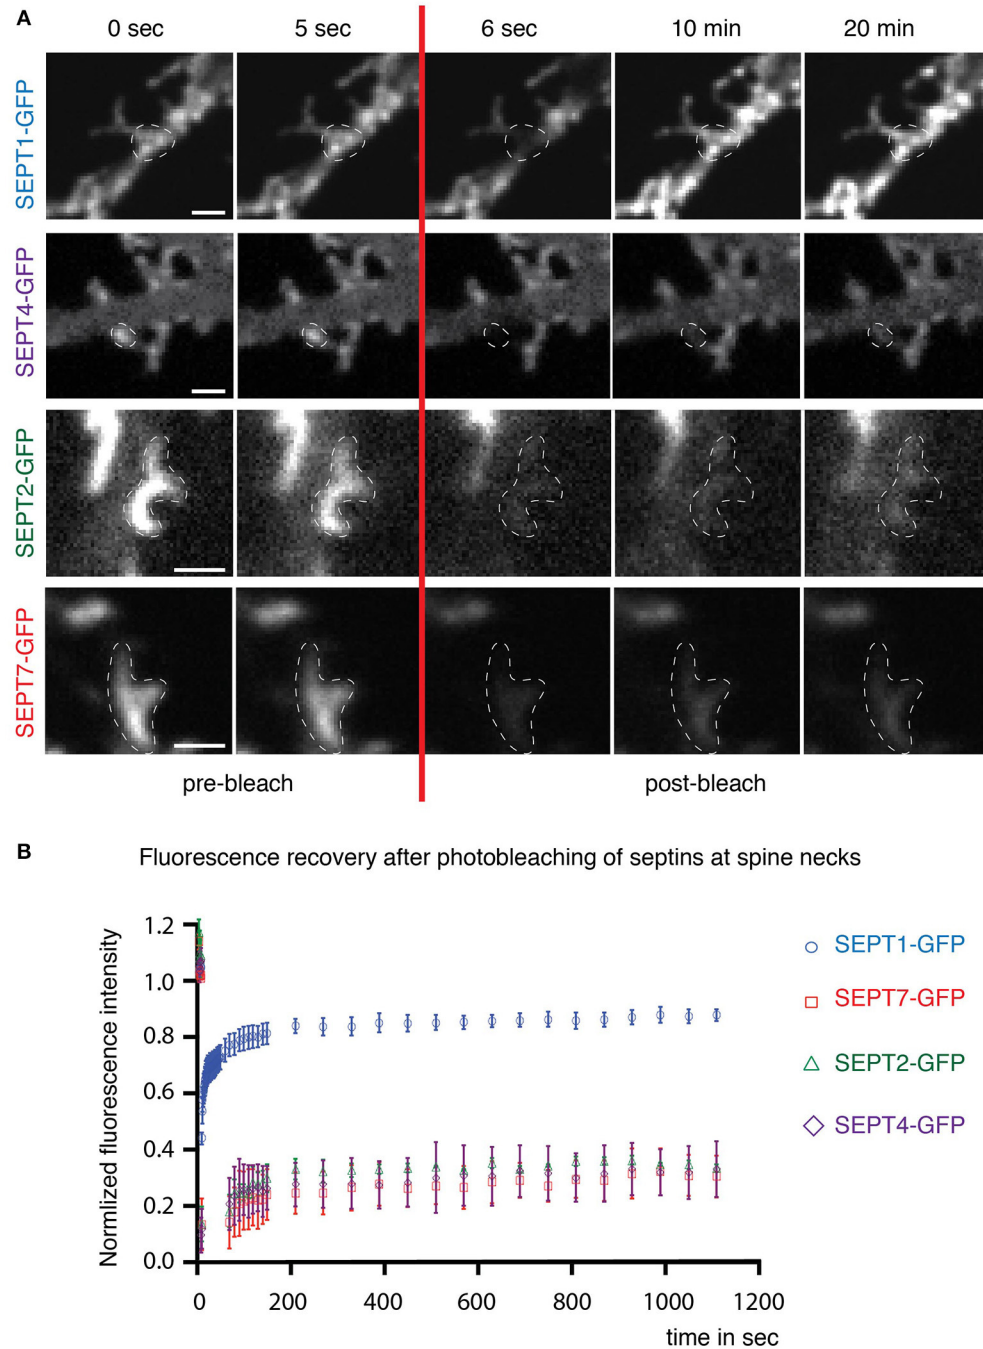 A
0 sec 5 sec 6 sec 10 min 20 min
SEPT1-GFP
SEPT4-GFP
SEPT2-GFP
SEPT7-GFP
pre-bleach post-bleach
B
Fluorescence recovery after photobleaching of septins at spine necks
Normlized fluorescence intensity
1.2
1.0
0.8
0.6
0.4
0.2
0.0
0 200 400 600 800 1000 1200
time in sec
SEPT1-GFP
SEPT7-GFP
SEPT2-GFP
SEPT4-GFP